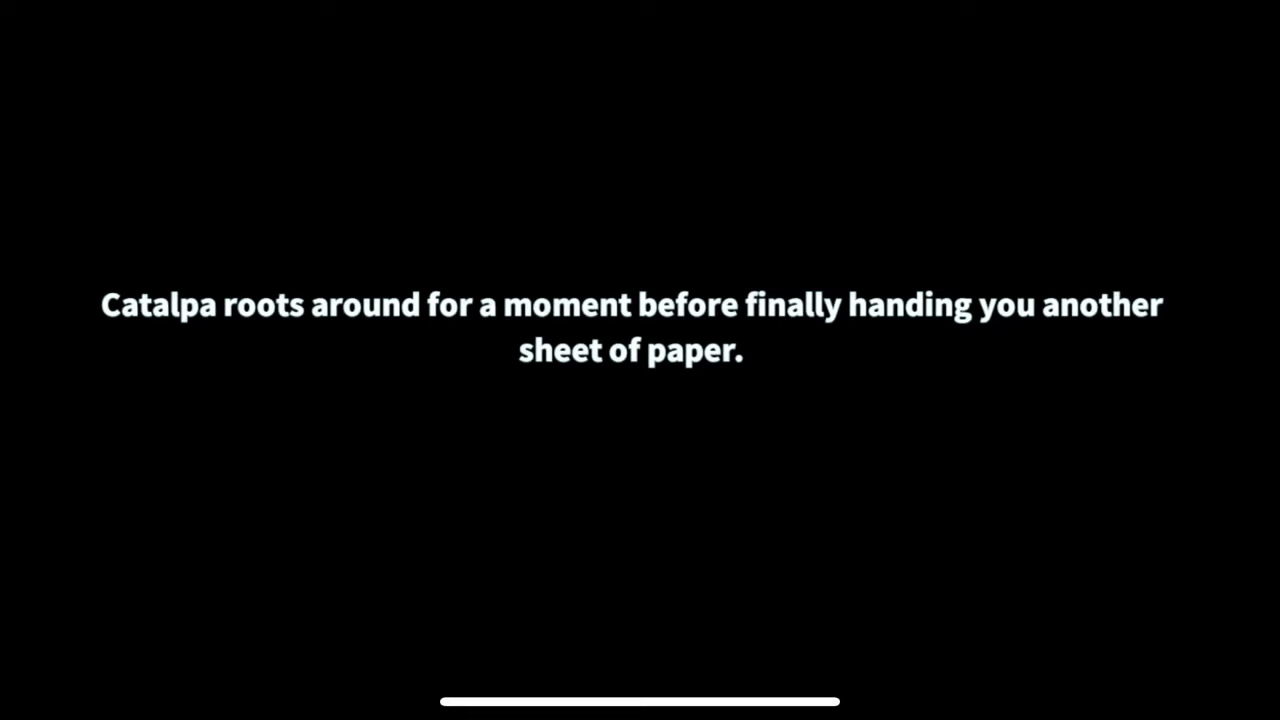 Catalpa roots around for a moment before finally handing you another
sheet of paper.